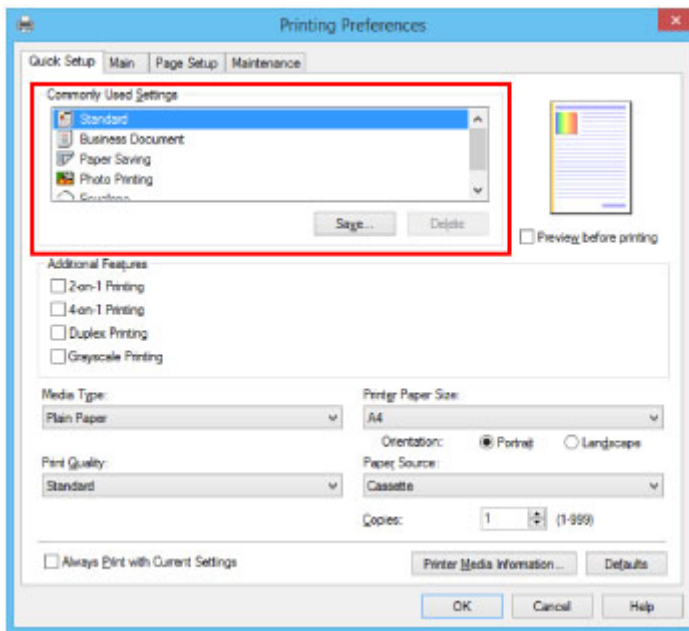 Printing Preferences
Quick Setup Main Page Setup Maintenance
Commonly Used Settings
Standard
Business Document
Paper Saving
Photo Printing
Envelope
Save... Delete
Preview before printing
Additional Features
2-on-1 Printing
4-on-1 Printing
Duplex Printing
Grayscale Printing
Media Type: Printer Paper Size:
Plain Paper A4
Orientation: Portrait Landscape
Print Quality: Paper Source:
Standard Cassette
Copies: 1 (1-999)
Always Print with Current Settings Printer Media Information... Defaults
OK Cancel Help